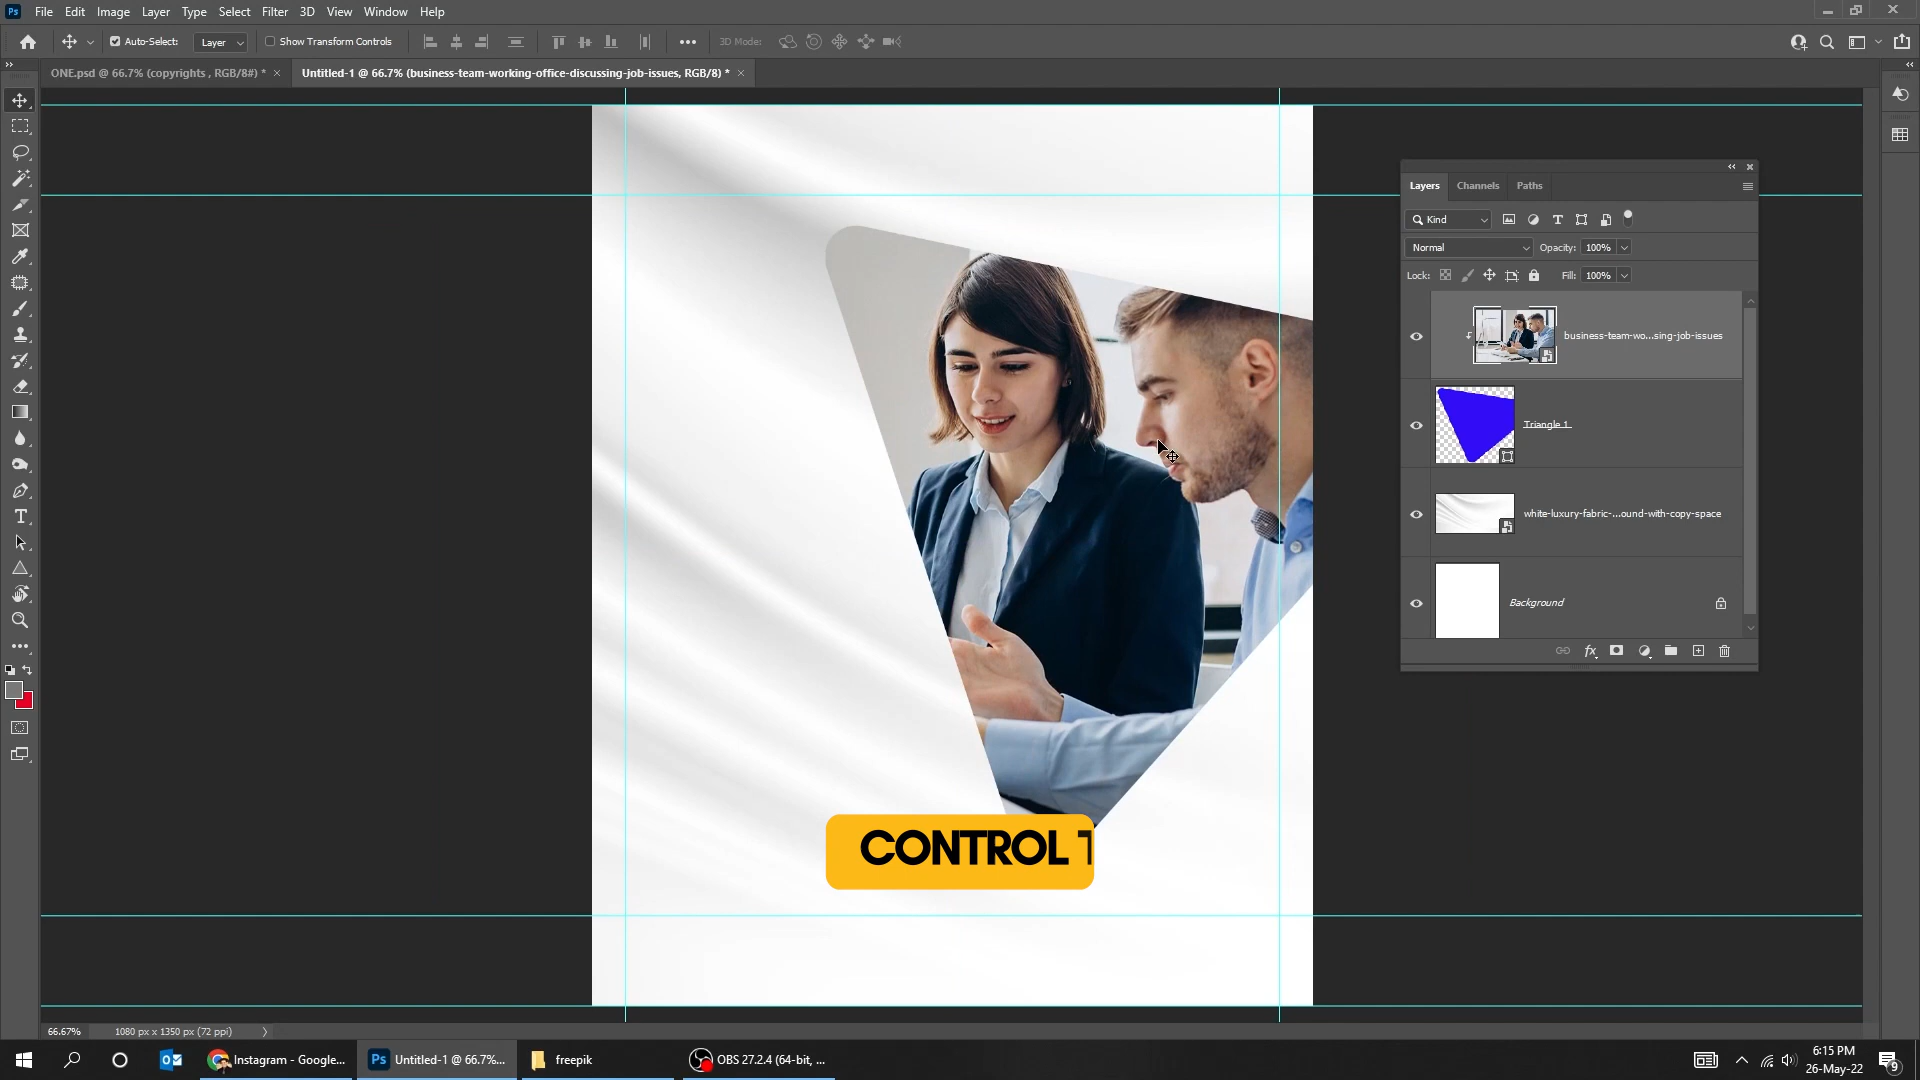 Ps File Edit Image Layer Type Select Filter 3D View Window Help
Auto-Select: Layer Show Transform Controls 3D Mode:
ONE.psd @ 66.7% (copyrights , RGB/8#) * Untitled-1 @ 66.7% (business-team-working-office-discussing-job-issues, RGB/8) *
Layers Channels Paths
Kind
Normal Opacity: 100%
Lock: Fill: 100%
business-team-wo...sing-job-issues
Triangle 1
white-luxury-fabric-...ound-with-copy-space
Background
fx
CONTROL T
66.67% 1080 px x 1350 px (72 ppi)
Instagram - Google... Ps Untitled-1 @ 66.7%... freepik OBS 27.2.4 (64-bit, ...
6:15 PM
26-May-22
9